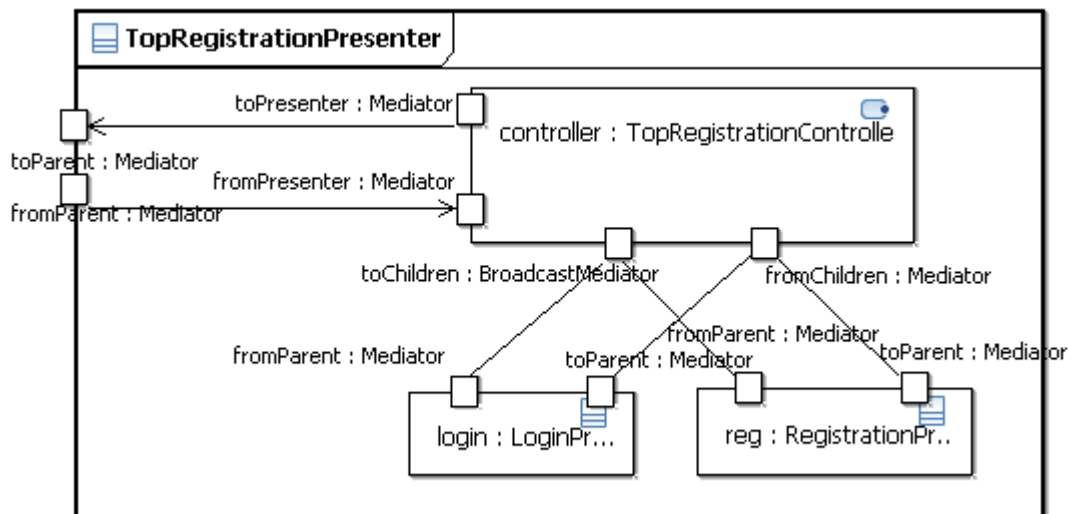 TopRegistrationPresenter
toPresenter : Mediator
controller : TopRegistrationControlle
toParent : Mediator
fromPresenter : Mediator
fromParent : Mediator
toChildren : BroadcastMediator
fromChildren : Mediator
fromParent : Mediator
fromParent : Mediator
toParent : Mediator
toParent : Mediator
login : LoginPr...
reg : RegistrationPr..